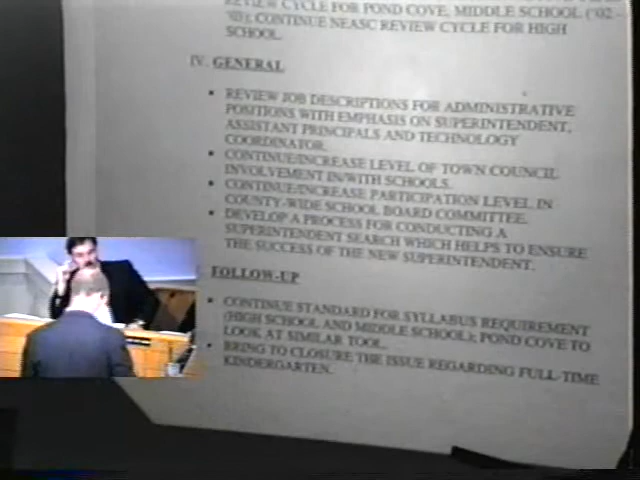 REVIEW CYCLE FOR POND COVE, MIDDLE SCHOOL ('02-
'03); CONTINUE NEASC REVIEW CYCLE FOR HIGH
SCHOOL.
IV. GENERAL
• REVIEW JOB DESCRIPTIONS FOR ADMINISTRATIVE
POSITIONS WITH EMPHASIS ON SUPERINTENDENT,
ASSISTANT PRINCIPALS AND TECHNOLOGY
COORDINATOR.
• CONTINUE/INCREASE LEVEL OF TOWN COUNCIL
INVOLVEMENT IN/WITH SCHOOLS.
• CONTINUE/INCREASE PARTICIPATION LEVEL IN
COUNTY-WIDE SCHOOL BOARD COMMITTEE.
• DEVELOP A PROCESS FOR CONDUCTING A
SUPERINTENDENT SEARCH WHICH HELPS TO ENSURE
THE SUCCESS OF THE NEW SUPERINTENDENT.
FOLLOW-UP
• CONTINUE STANDARD FOR SYLLABUS REQUIREMENT
(HIGH SCHOOL AND MIDDLE SCHOOL); POND COVE TO
LOOK AT SIMILAR TOOL.
• BRING TO CLOSURE THE ISSUE REGARDING FULL-TIME
KINDERGARTEN.